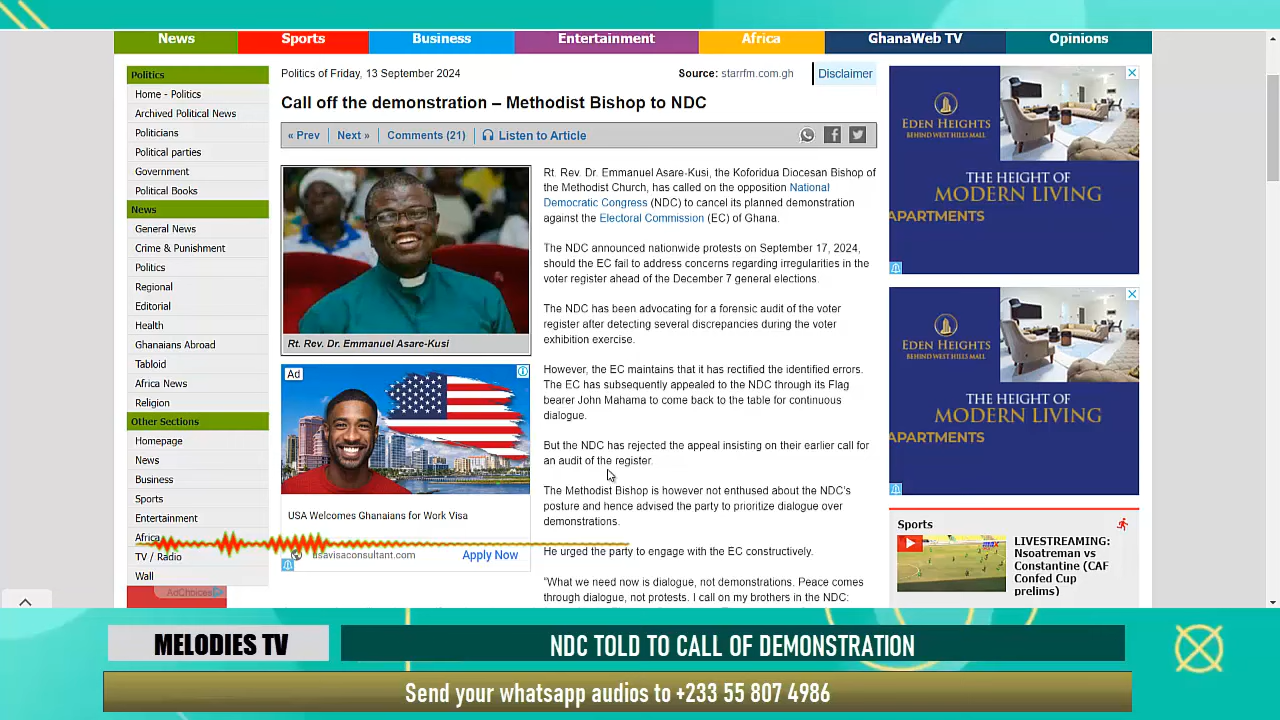 News
Sports
Business
Entertainment
Africa
GhanaWeb TV
Opinions
Politics
Home - Politics
Archived Political News
Politicians
Political parties
Government
Political Books
News
General News
Crime & Punishment
Politics
Regional
Editorial
Health
Ghanaians Abroad
Tabloid
Africa News
Religion
Other Sections
Homepage
News
Business
Sports
Entertainment
Africa
TV / Radio
Wall
AdChoices
Politics of Friday, 13 September 2024
Source: starrfm.com.gh
Disclaimer
Call off the demonstration – Methodist Bishop to NDC
« Prev
Next »
Comments (21)
Listen to Article
Rt. Rev. Dr. Emmanuel Asare-Kusi
Ad
USA Welcomes Ghanaians for Work Visa
usavisaconsultant.com
Apply Now
Rt. Rev. Dr. Emmanuel Asare-Kusi, the Koforidua Diocesan Bishop of
the Methodist Church, has called on the opposition National
Democratic Congress (NDC) to cancel its planned demonstration
against the Electoral Commission (EC) of Ghana.
The NDC announced nationwide protests on September 17, 2024,
should the EC fail to address concerns regarding irregularities in the
voter register ahead of the December 7 general elections.
The NDC has been advocating for a forensic audit of the voter
register after detecting several discrepancies during the voter
exhibition exercise.
However, the EC maintains that it has rectified the identified errors.
The EC has subsequently appealed to the NDC through its Flag
bearer John Mahama to come back to the table for continuous
dialogue.
But the NDC has rejected the appeal insisting on their earlier call for
an audit of the register.
The Methodist Bishop is however not enthused about the NDC's
posture and hence advised the party to prioritize dialogue over
demonstrations.
He urged the party to engage with the EC constructively.
"What we need now is dialogue, not demonstrations. Peace comes
through dialogue, not protests. I call on my brothers in the NDC:
EDEN HEIGHTS
BEHIND WEST HILLS MALL
THE HEIGHT OF
MODERN LIVING
APARTMENTS
EDEN HEIGHTS
BEHIND WEST HILLS MALL
THE HEIGHT OF
MODERN LIVING
APARTMENTS
Sports
LIVESTREAMING:
Nsoatreman vs
Constantine (CAF
Confed Cup
prelims)
MELODIES TV
NDC TOLD TO CALL OF DEMONSTRATION
Send your whatsapp audios to +233 55 807 4986